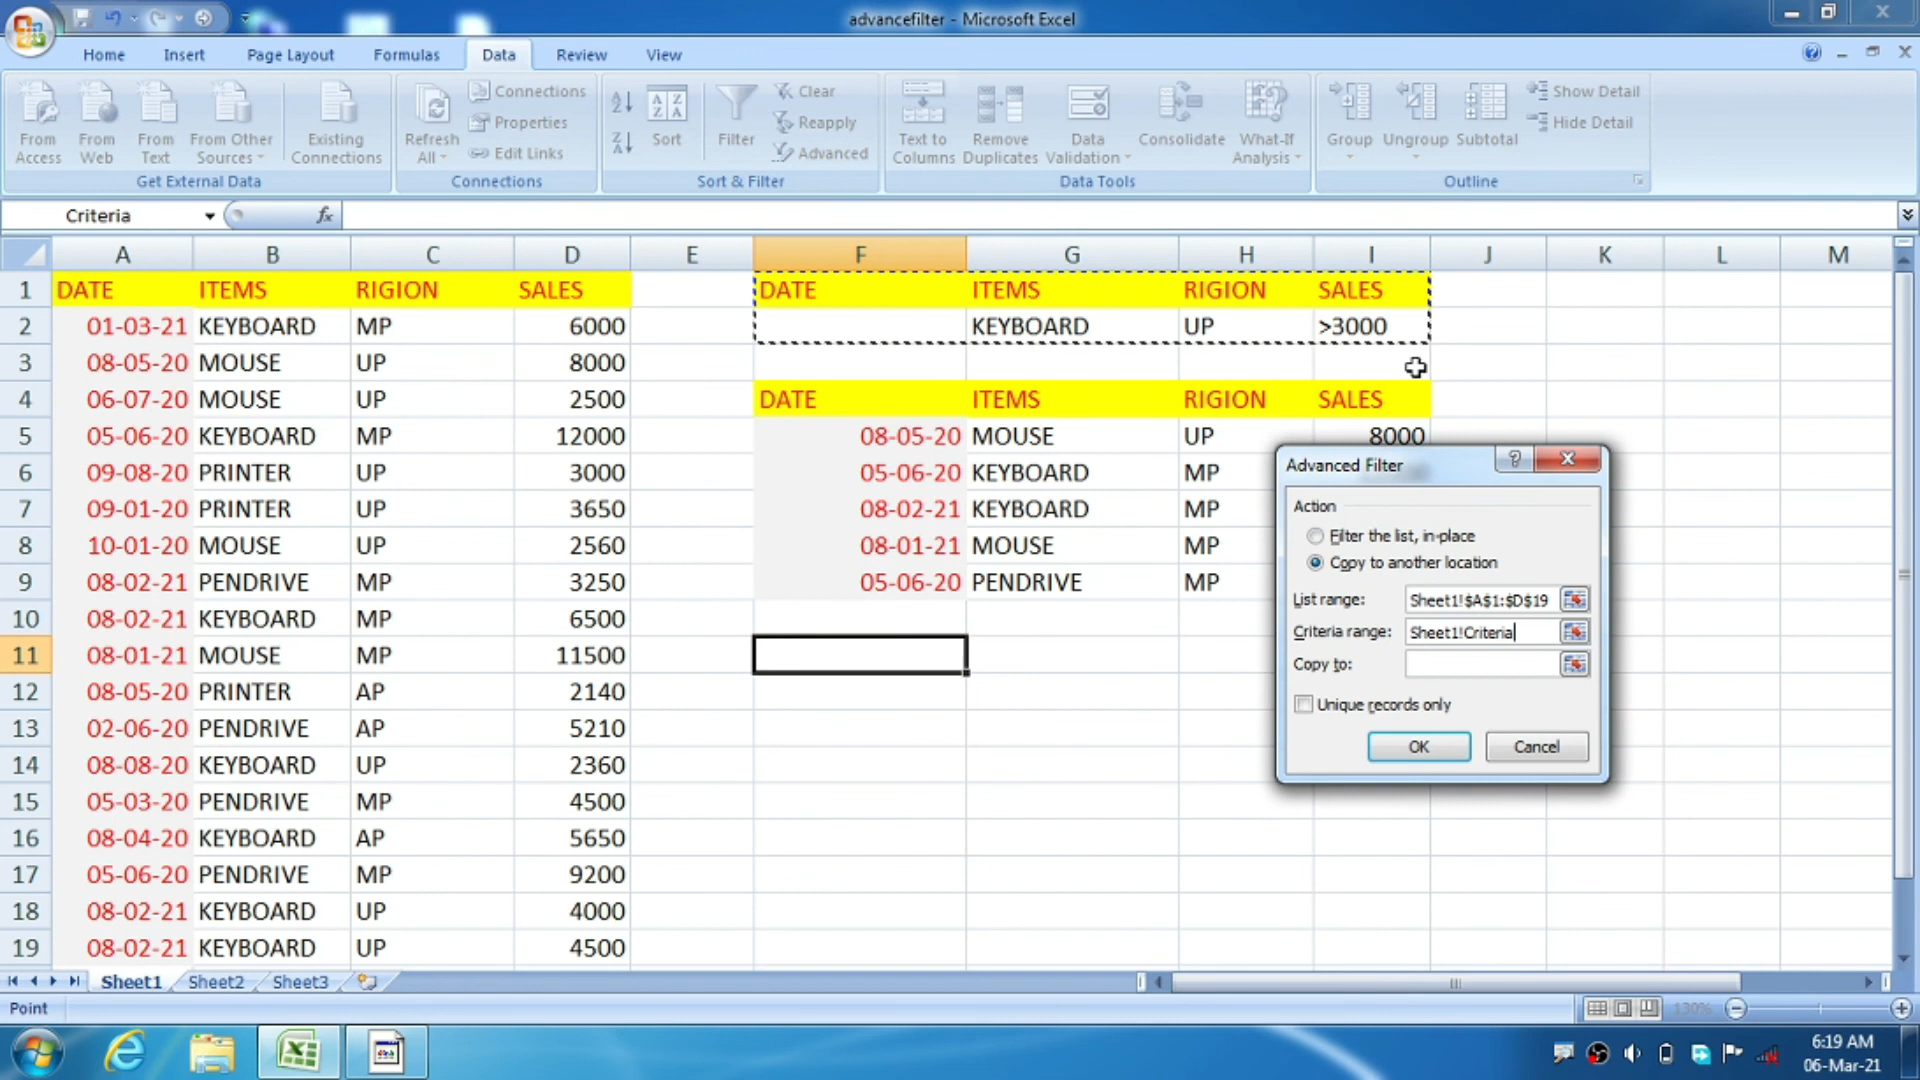 advancefilter - Microsoft Excel
Home Insert Page Layout Formulas Data Review View
From Access From Web From Text From Other Sources Existing Connections
Get External Data
Refresh All Connections Properties Edit Links
Connections
Sort Filter Clear Reapply Advanced
Sort & Filter
Text to Columns Remove Duplicates Data Validation Consolidate What-If Analysis
Data Tools
Group Ungroup Subtotal Show Detail Hide Detail
Outline
Criteria fx
A B C D E F G H I J K L M
1 DATE ITEMS RIGION SALES DATE ITEMS RIGION SALES
2 01-03-21 KEYBOARD MP 6000 KEYBOARD UP >3000
3 08-05-20 MOUSE UP 8000
4 06-07-20 MOUSE UP 2500 DATE ITEMS RIGION SALES
5 05-06-20 KEYBOARD MP 12000 08-05-20 MOUSE UP 8000
6 09-08-20 PRINTER UP 3000 05-06-20 KEYBOARD MP
7 09-01-20 PRINTER UP 3650 08-02-21 KEYBOARD MP
8 10-01-20 MOUSE UP 2560 08-01-21 MOUSE MP
9 08-02-21 PENDRIVE MP 3250 05-06-20 PENDRIVE MP
10 08-02-21 KEYBOARD MP 6500
11 08-01-21 MOUSE MP 11500
12 08-05-20 PRINTER AP 2140
13 02-06-20 PENDRIVE AP 5210
14 08-08-20 KEYBOARD UP 2360
15 05-03-20 PENDRIVE MP 4500
16 08-04-20 KEYBOARD AP 5650
17 05-06-20 PENDRIVE MP 9200
18 08-02-21 KEYBOARD UP 4000
19 08-02-21 KEYBOARD UP 4500
Advanced Filter
Action
Filter the list, in-place
Copy to another location
List range: Sheet1!$A$1:$D$19
Criteria range: Sheet1!Criteria
Copy to:
Unique records only
OK Cancel
Sheet1 Sheet2 Sheet3
Point 130%
6:19 AM
06-Mar-21